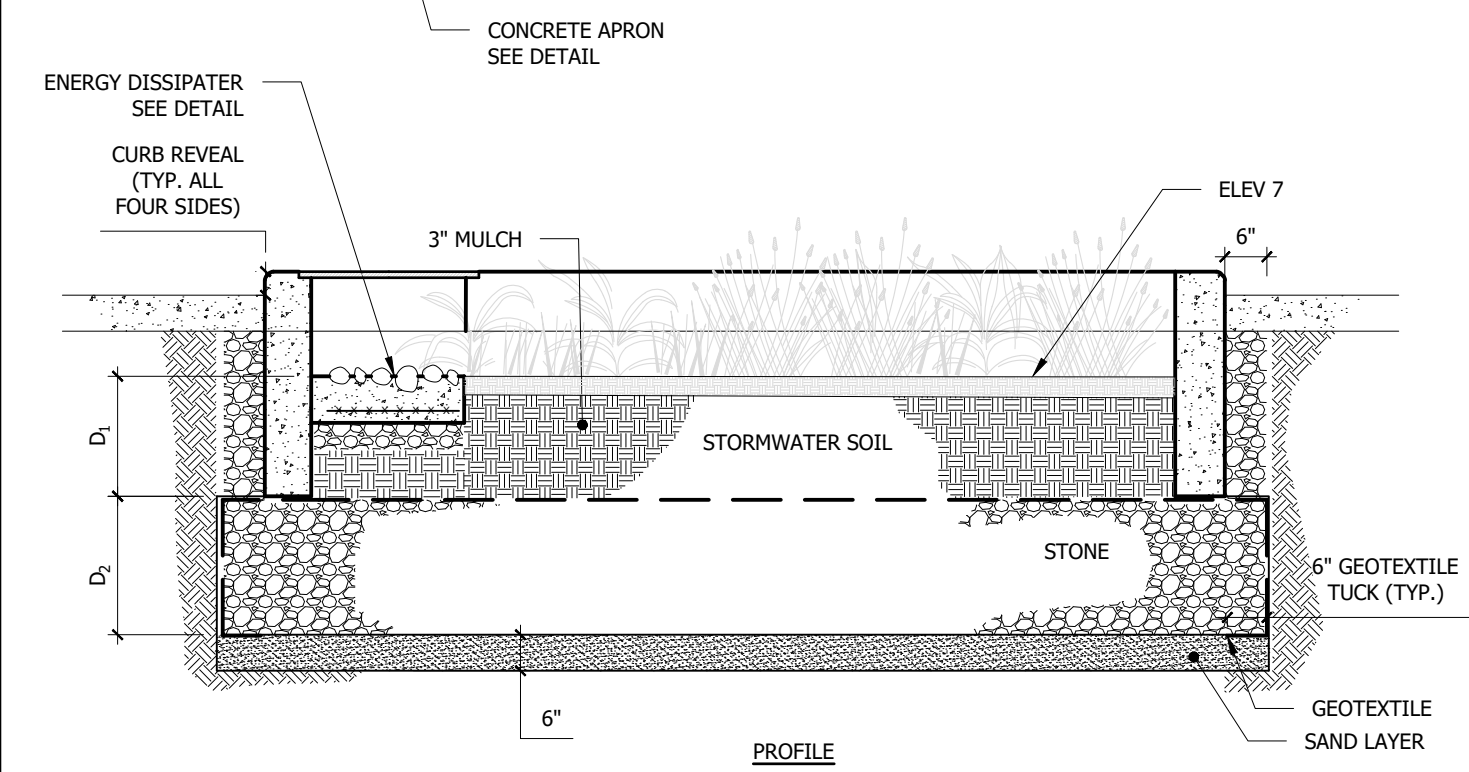 CONCRETE APRON
SEE DETAIL
ENERGY DISSIPATER
SEE DETAIL
CURB REVEAL
(TYP. ALL
FOUR SIDES)
3" MULCH
ELEV 7
6"
D1
STORMWATER SOIL
D2
STONE
6" GEOTEXTILE
TUCK (TYP.)
6"
GEOTEXTILE
SAND LAYER
PROFILE